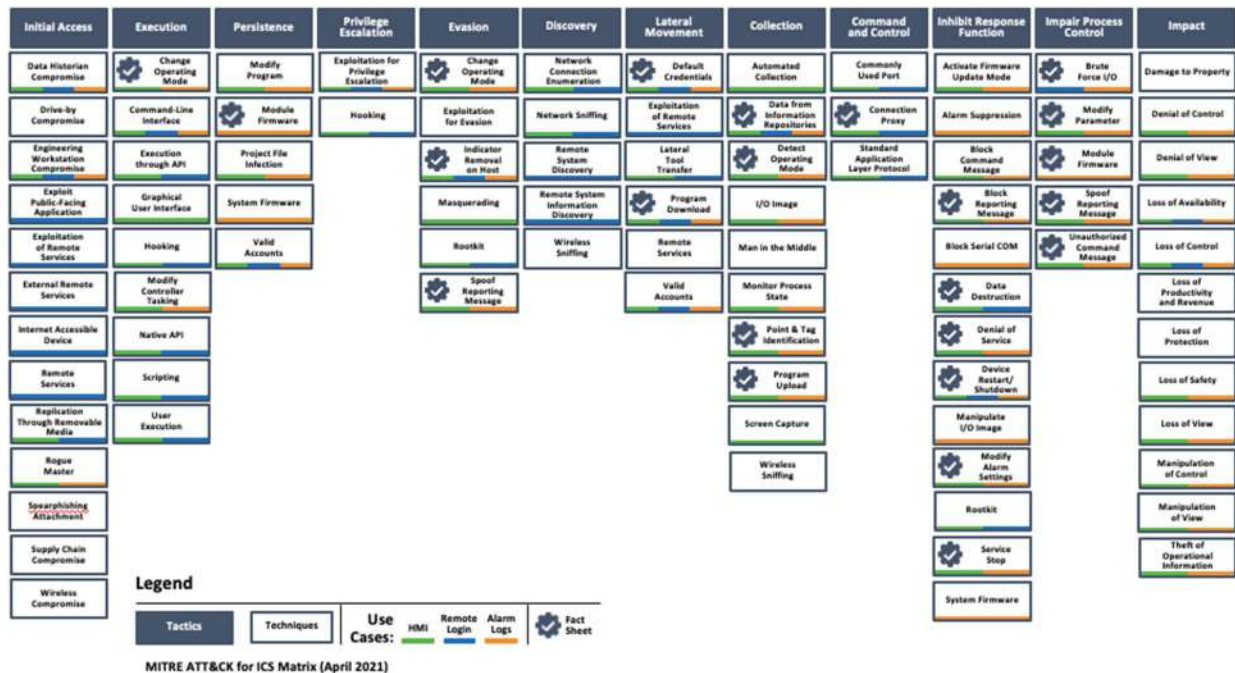 Initial Access
Data Historian
Compromise
Drive-by
Compromise
Engineering
Workstation
Compromise
Exploit
Public-Facing
Application
Exploitation
of Remote
Services
External Remote
Services
Internet Accessible
Device
Remote
Services
Replication
Through Removable
Media
Rogue
Master
Spearphishing
Attachment
Supply Chain
Compromise
Wireless
Compromise
Execution
Change
Operating
Mode
Command-Line
Interface
Execution
through API
Graphical
User Interface
Hooking
Modify
Controller
Tasking
Native API
Scripting
User
Execution
Persistence
Modify
Program
Module
Firmware
Project File
Infection
System Firmware
Valid
Accounts
Privilege
Escalation
Exploitation for
Privilege
Escalation
Hooking
Evasion
Change
Operating
Mode
Exploitation
for Evasion
Indicator
Removal
on Host
Masquerading
Rootkit
Spoof
Reporting
Message
Discovery
Network
Connection
Enumeration
Network Sniffing
Remote
System
Discovery
Remote System
Information
Discovery
Wireless
Sniffing
Lateral
Movement
Default
Credentials
Exploitation
of Remote
Services
Lateral
Tool
Transfer
Program
Download
Remote
Services
Valid
Accounts
Collection
Automated
Collection
Data from
Information
Repositories
Detect
Operating
Mode
I/O Image
Man in the Middle
Monitor Process
State
Point & Tag
Identification
Program
Upload
Screen Capture
Wireless
Sniffing
Command
and Control
Commonly
Used Port
Connection
Proxy
Standard
Application
Layer Protocol
Inhibit Response
Function
Activate Firmware
Update Mode
Alarm Suppression
Block
Command
Message
Block
Reporting
Message
Block Serial COM
Data
Destruction
Denial of
Service
Device
Restart/
Shutdown
Manipulate
I/O Image
Modify
Alarm
Settings
Rootkit
Service
Stop
System Firmware
Impair Process
Control
Brute
Force I/O
Modify
Parameter
Module
Firmware
Spoof
Reporting
Message
Unauthorized
Command
Message
Impact
Damage to Property
Denial of Control
Denial of View
Loss of Availability
Loss of Control
Loss of
Productivity
and Revenue
Loss of
Protection
Loss of Safety
Loss of View
Manipulation
of Control
Manipulation
of View
Theft of
Operational
Information
Legend
Tactics
Techniques
Use
Cases:
HMI
Remote
Login
Alarm
Logs
Fact
Sheet
MITRE ATT&CK for ICS Matrix (April 2021)